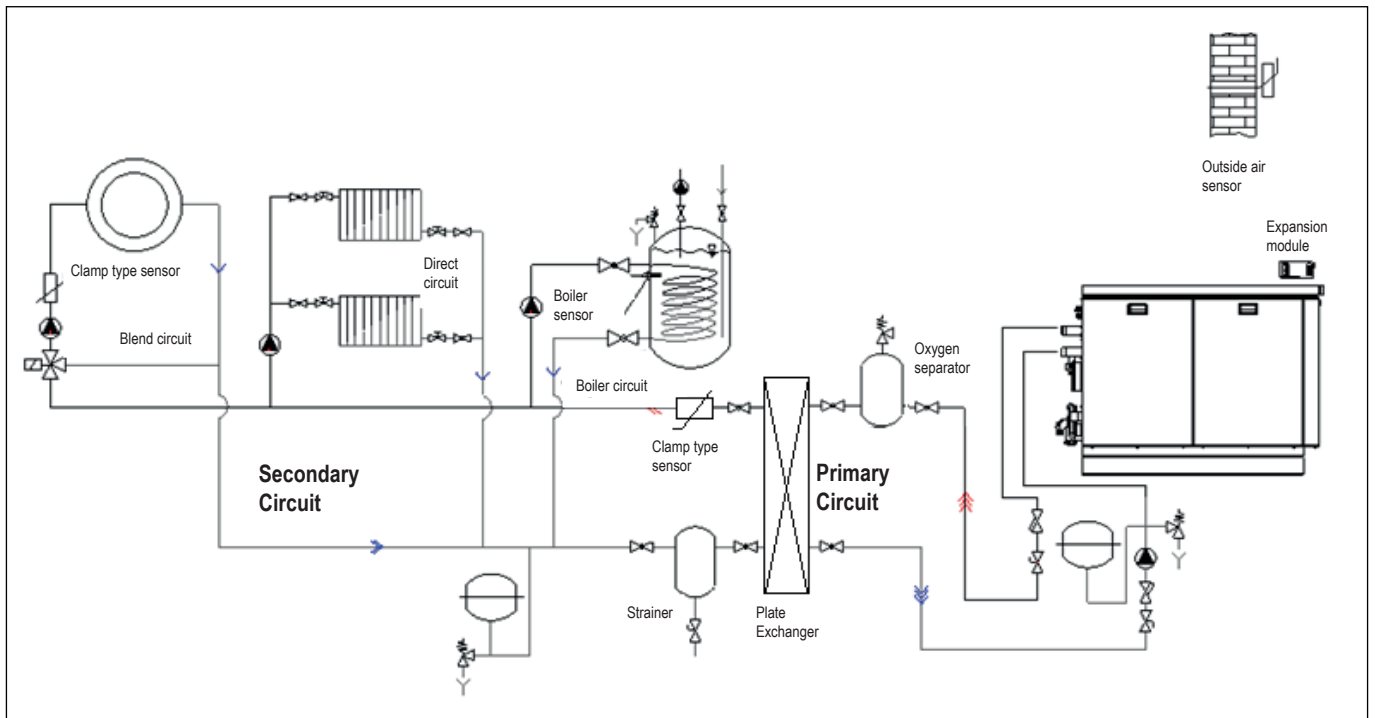 Outside air
sensor
Expansion
module
Clamp type sensor
Direct
circuit
Boiler
sensor
Blend circuit
Oxygen
separator
Boiler circuit
Clamp type
sensor
Secondary
Circuit
Primary
Circuit
Strainer
Plate
Exchanger